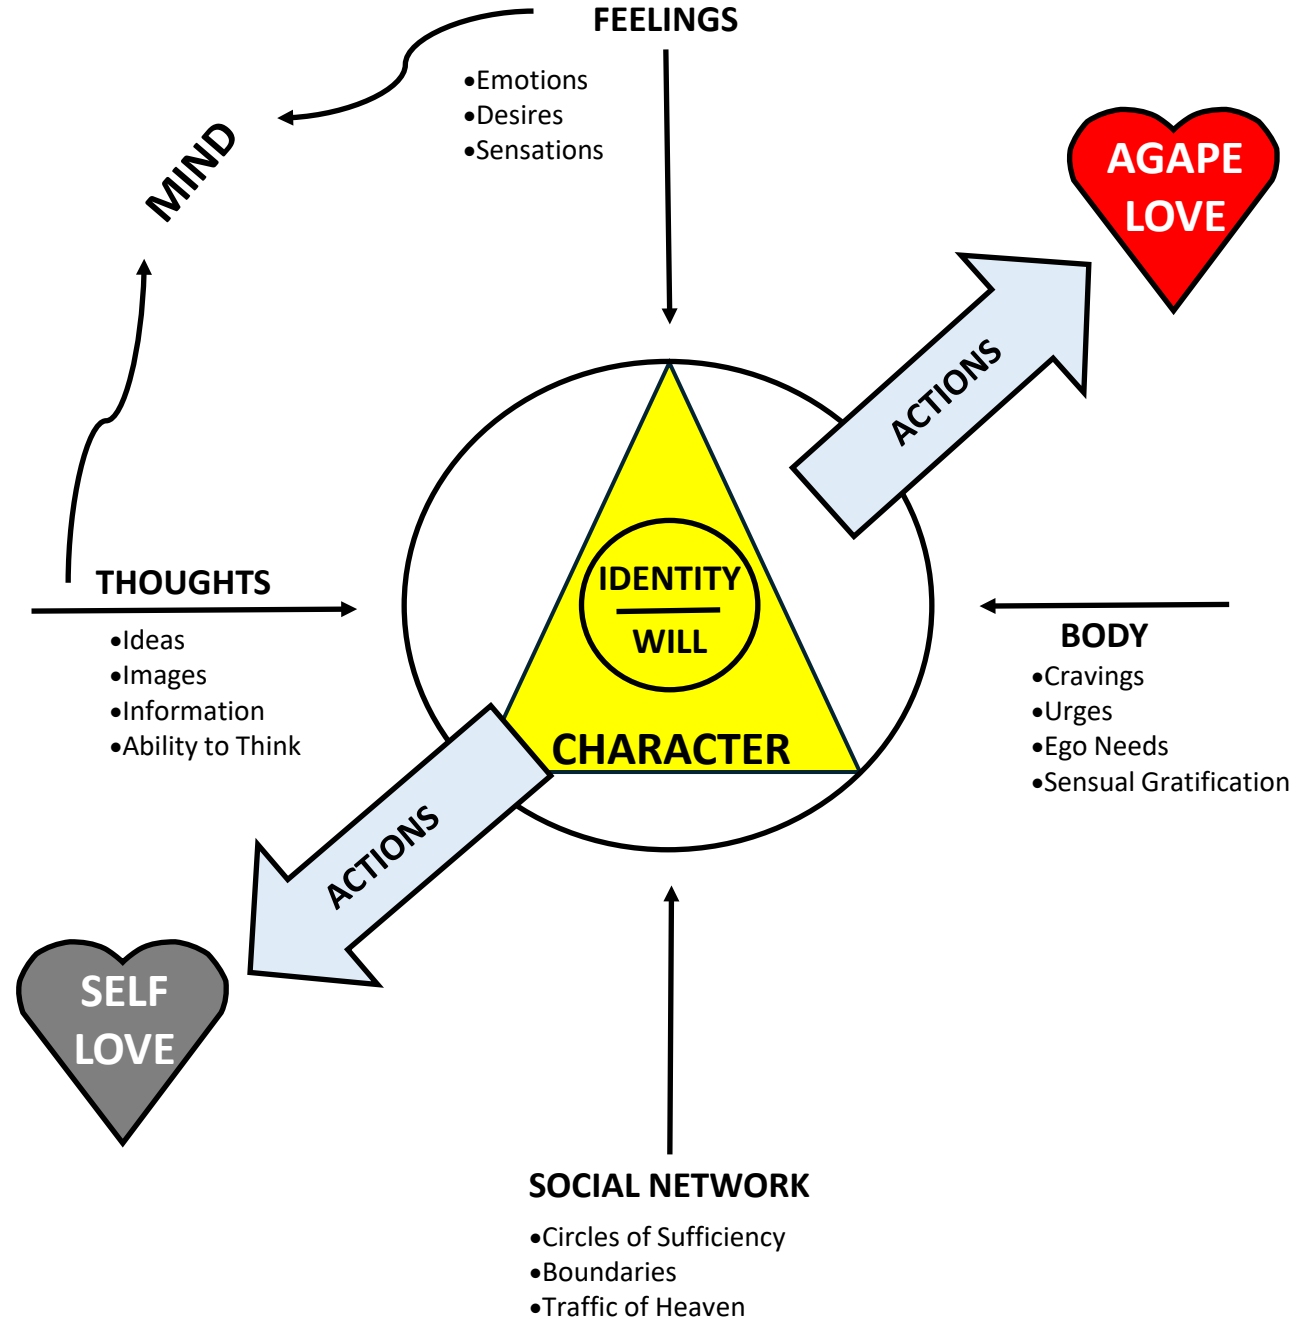 FEELINGS
•Emotions
•Desires
•Sensations
MIND
AGAPE
LOVE
ACTIONS
THOUGHTS
•Ideas
•Images
•Information
•Ability to Think
IDENTITY
WILL
CHARACTER
BODY
•Cravings
•Urges
•Ego Needs
•Sensual Gratification
ACTIONS
SELF
LOVE
SOCIAL NETWORK
•Circles of Sufficiency
•Boundaries
•Traffic of Heaven